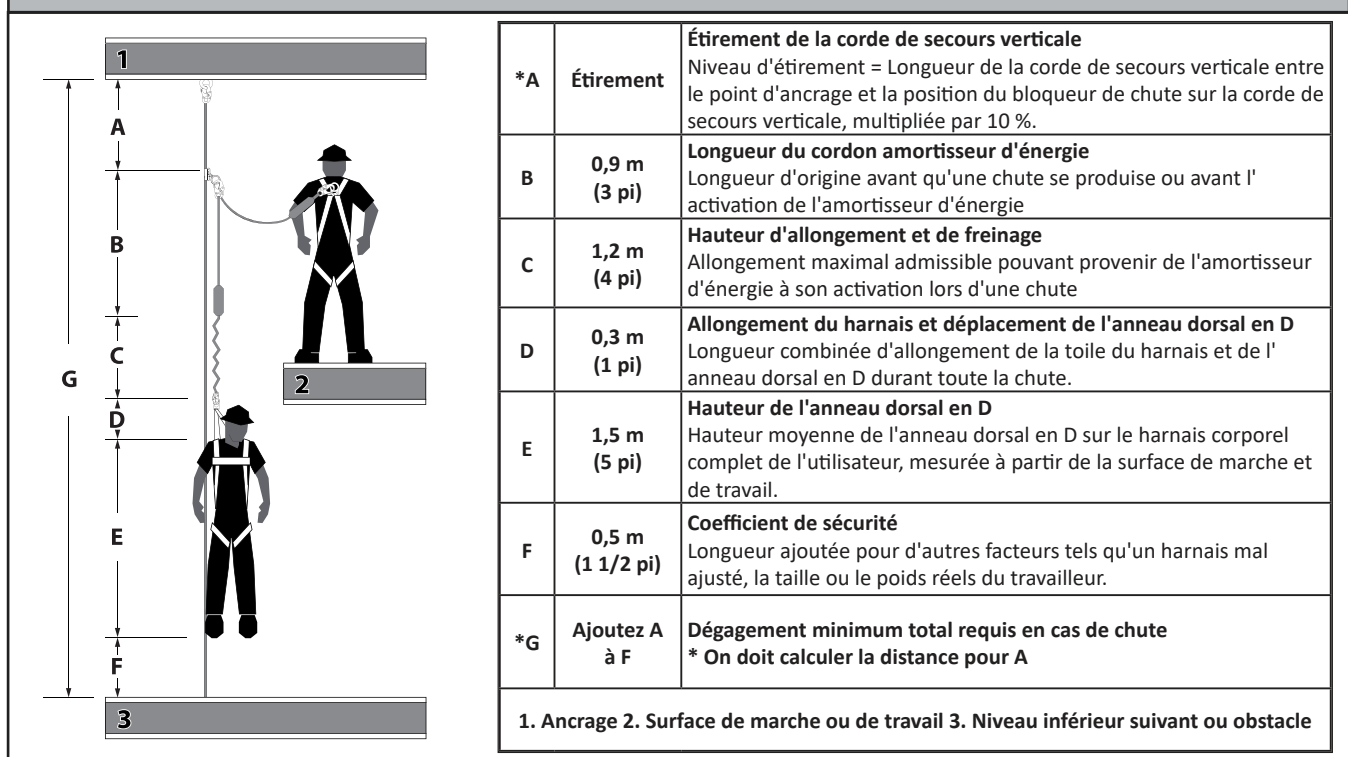 1
A
B
C
D
E
F
G
2
3
*A
Étirement
Étirement de la corde de secours verticale
Niveau d'étirement = Longueur de la corde de secours verticale entre
le point d'ancrage et la position du bloqueur de chute sur la corde de
secours verticale, multipliée par 10 %.
B
0,9 m
(3 pi)
Longueur du cordon amortisseur d'énergie
Longueur d'origine avant qu'une chute se produise ou avant l'
activation de l'amortisseur d'énergie
C
1,2 m
(4 pi)
Hauteur d'allongement et de freinage
Allongement maximal admissible pouvant provenir de l'amortisseur
d'énergie à son activation lors d'une chute
D
0,3 m
(1 pi)
Allongement du harnais et déplacement de l'anneau dorsal en D
Longueur combinée d'allongement de la toile du harnais et de l'
anneau dorsal en D durant toute la chute.
E
1,5 m
(5 pi)
Hauteur de l'anneau dorsal en D
Hauteur moyenne de l'anneau dorsal en D sur le harnais corporel
complet de l'utilisateur, mesurée à partir de la surface de marche et
de travail.
F
0,5 m
(1 1/2 pi)
Coefficient de sécurité
Longueur ajoutée pour d'autres facteurs tels qu'un harnais mal
ajusté, la taille ou le poids réels du travailleur.
*G
Ajoutez A
à F
Dégagement minimum total requis en cas de chute
* On doit calculer la distance pour A
1. Ancrage 2. Surface de marche ou de travail 3. Niveau inférieur suivant ou obstacle